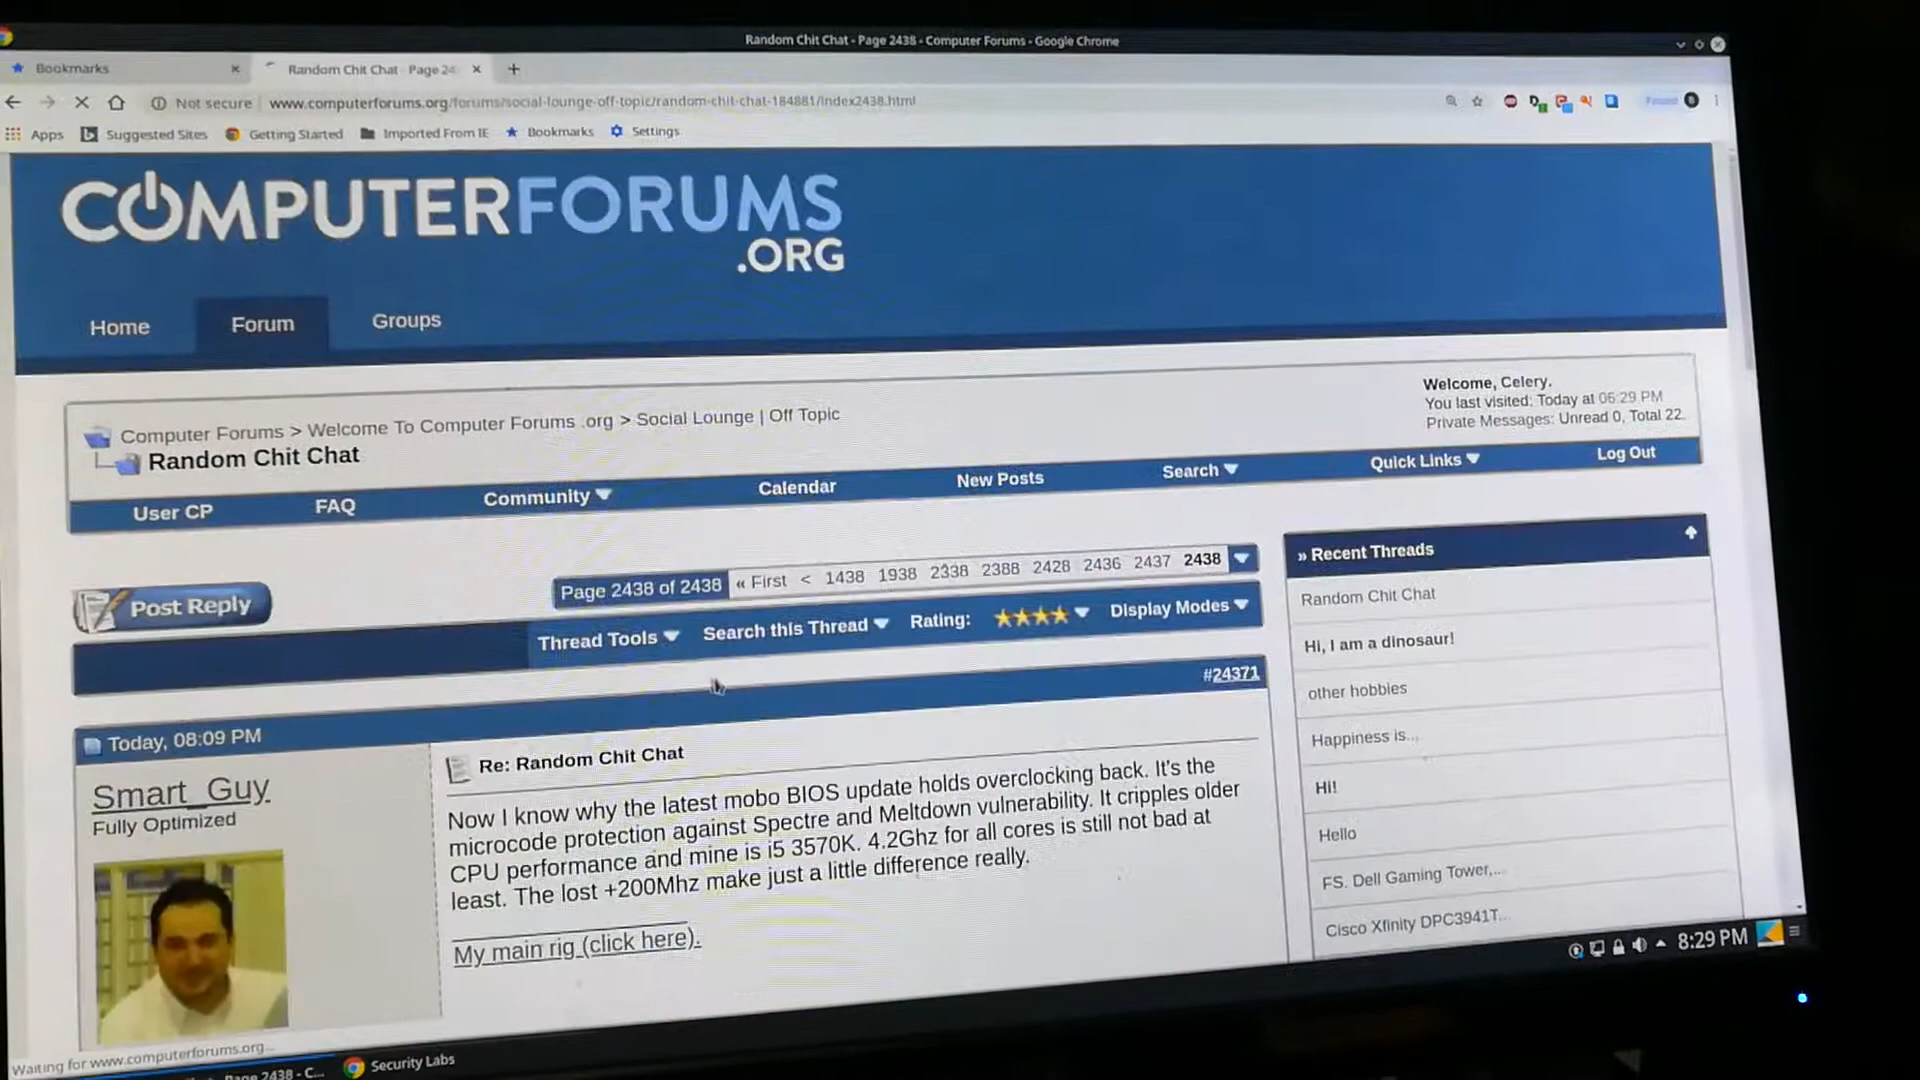 Random Chit Chat - Page 2438 - Computer Forums - Google Chrome
Bookmarks
Random Chit Chat - Page 24
Not secure | www.computerforums.org/forums/social-lounge-off-topic/random-chit-chat-184881/index2438.html
Paused
Apps Suggested Sites Getting Started Imported From IE Bookmarks Settings
COMPUTERFORUMS
.ORG
Home Forum Groups
Computer Forums > Welcome To Computer Forums .org > Social Lounge | Off Topic
Random Chit Chat
Welcome, Celery.
You last visited: Today at 06:29 PM
Private Messages: Unread 0, Total 22.
User CP FAQ Community Calendar New Posts Search Quick Links Log Out
Post Reply
Page 2438 of 2438 « First < 1438 1938 2338 2388 2428 2436 2437 2438
Thread Tools Search this Thread Rating: Display Modes
#24371
Today, 08:09 PM
Smart_Guy
Fully Optimized
Re: Random Chit Chat
Now I know why the latest mobo BIOS update holds overclocking back. It's the
microcode protection against Spectre and Meltdown vulnerability. It cripples older
CPU performance and mine is i5 3570K. 4.2Ghz for all cores is still not bad at
least. The lost +200Mhz make just a little difference really.
My main rig (click here).
» Recent Threads
Random Chit Chat
Hi, I am a dinosaur!
other hobbies
Happiness is...
Hi!
Hello
FS. Dell Gaming Tower,...
Cisco Xfinity DPC3941T...
8:29 PM
Waiting for www.computerforums.org...
Page 2438 - C...
Security Labs